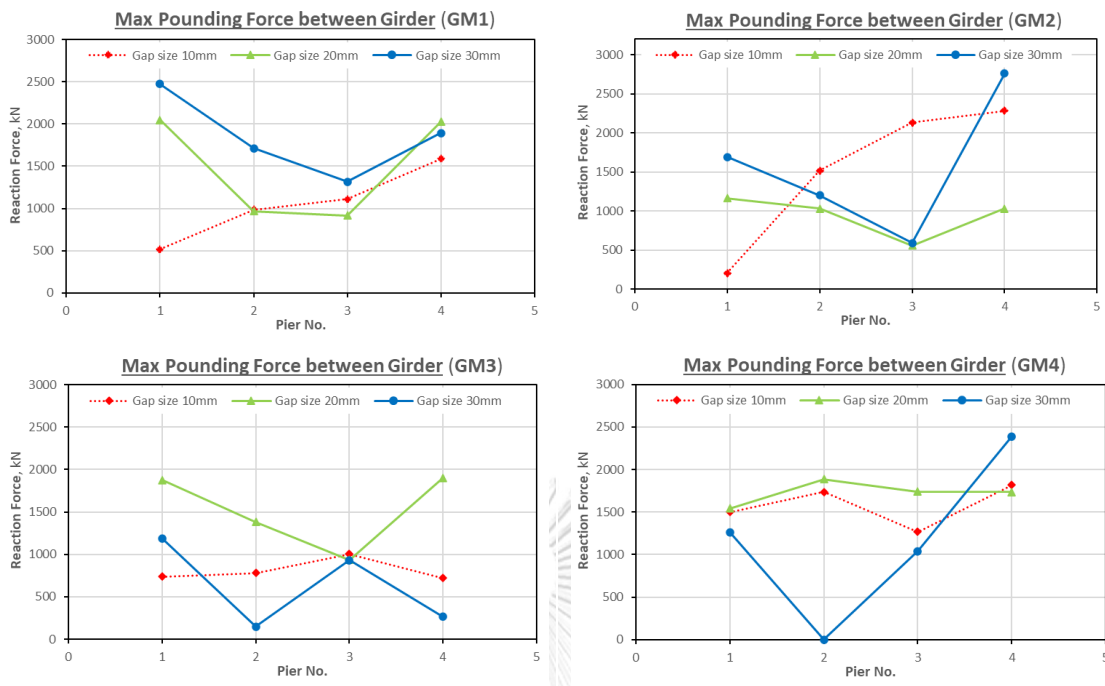 Max Pounding Force between Girder (GM1)
Gap size 10mm Gap size 20mm Gap size 30mm
Reaction Force, kN
3000
2500
2000
1500
1000
500
0
0 1 2 3 4 5
Pier No.
Max Pounding Force between Girder (GM2)
Gap size 10mm Gap size 20mm Gap size 30mm
Reaction Force, kN
3000
2500
2000
1500
1000
500
0
0 1 2 3 4 5
Pier No.
Max Pounding Force between Girder (GM3)
Gap size 10mm Gap size 20mm Gap size 30mm
Reaction Force, kN
3000
2500
2000
1500
1000
500
0
0 1 2 3 4 5
Pier No.
Max Pounding Force between Girder (GM4)
Gap size 10mm Gap size 20mm Gap size 30mm
Reaction Force, kN
3000
2500
2000
1500
1000
500
0
0 1 2 3 4 5
Pier No.